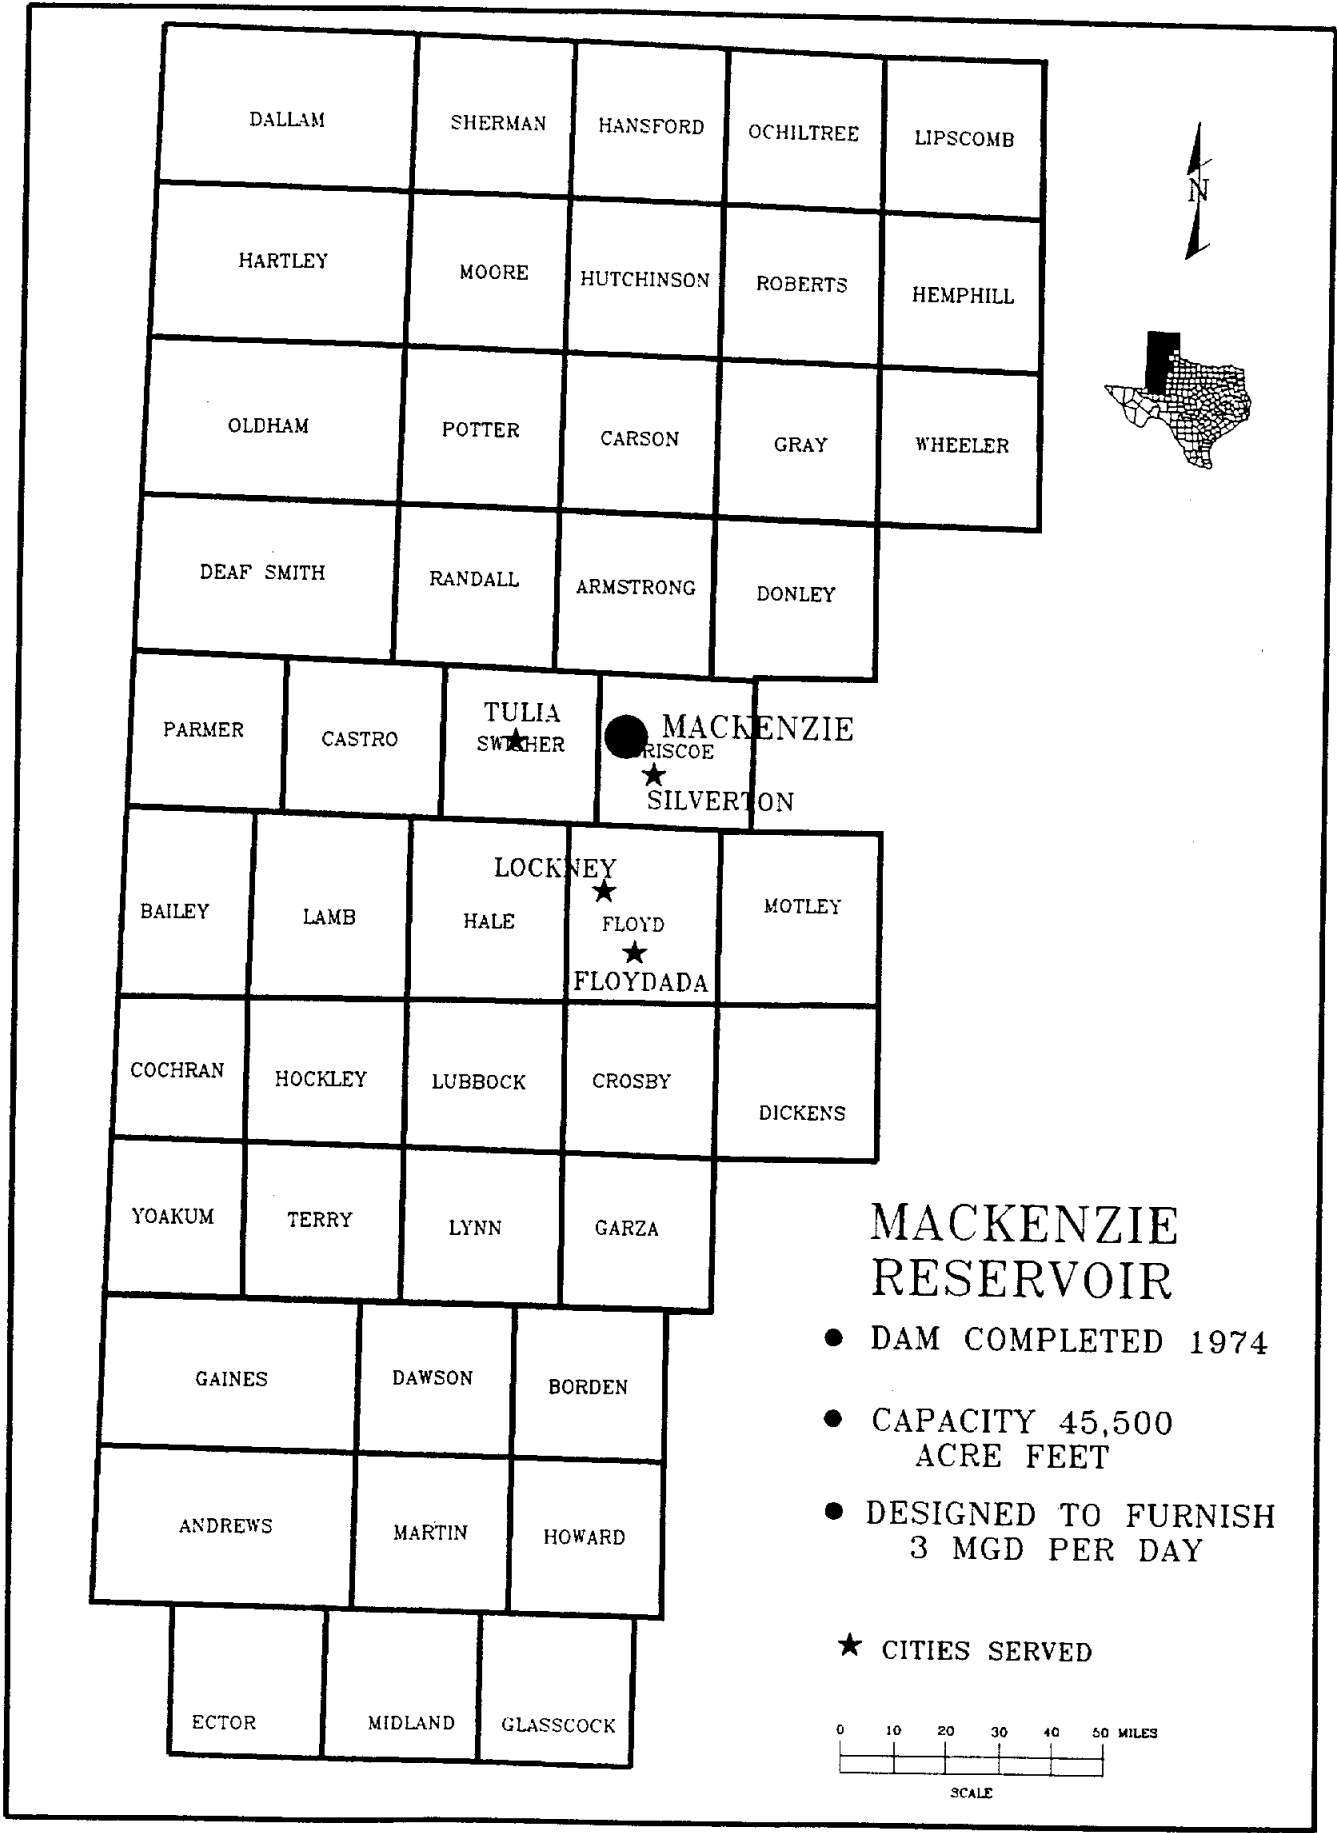 DALLAM
SHERMAN
HANSFORD
OCHILTREE
LIPSCOMB
N
HARTLEY
MOORE
HUTCHINSON
ROBERTS
HEMPHILL
OLDHAM
POTTER
CARSON
GRAY
WHEELER
DEAF SMITH
RANDALL
ARMSTRONG
DONLEY
PARMER
CASTRO
TULIA
SWISHER
MACKENZIE
RISCOE
SILVERTON
LOCKNEY
BAILEY
LAMB
HALE
FLOYD
MOTLEY
FLOYDADA
COCHRAN
HOCKLEY
LUBBOCK
CROSBY
DICKENS
YOAKUM
TERRY
LYNN
GARZA
MACKENZIE
RESERVOIR
● DAM COMPLETED 1974
GAINES
DAWSON
BORDEN
● CAPACITY 45,500
ACRE FEET
ANDREWS
MARTIN
HOWARD
● DESIGNED TO FURNISH
3 MGD PER DAY
★ CITIES SERVED
ECTOR
MIDLAND
GLASSCOCK
0 10 20 30 40 50 MILES
SCALE